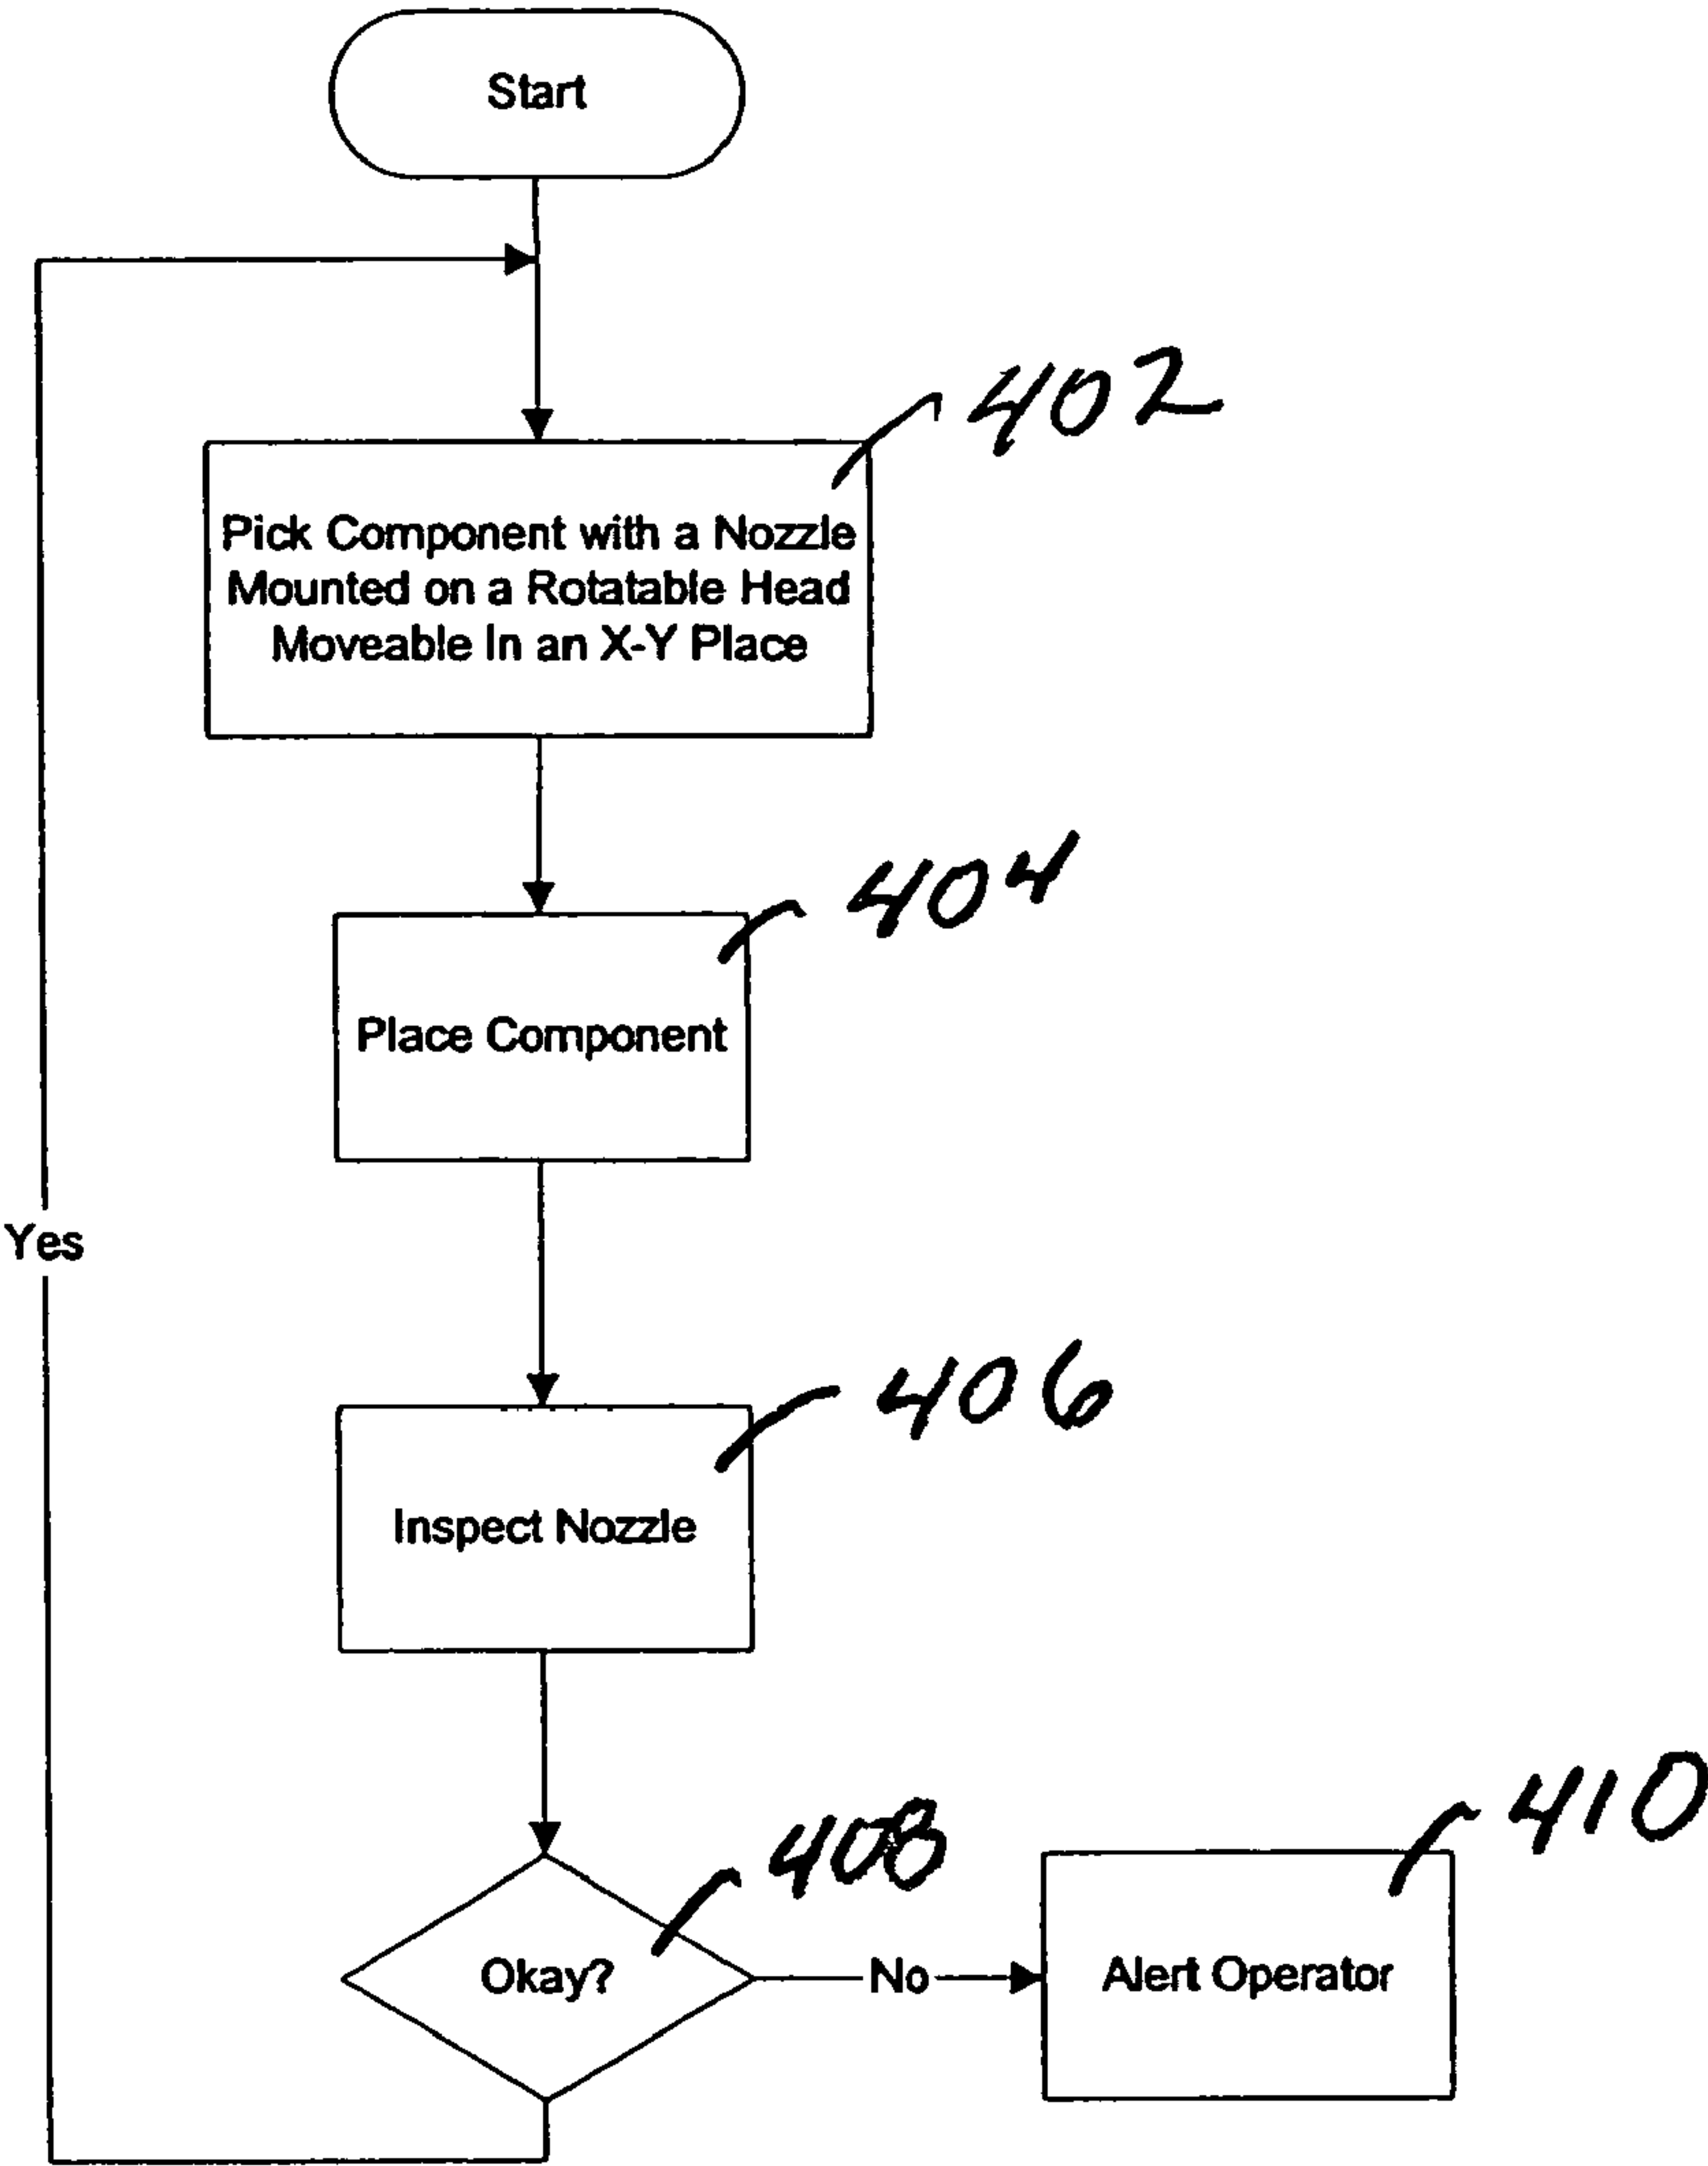 Start
402
Pick Component with a Nozzle
Mounted on a Rotatable Head
Moveable In an X-Y Place
404
Place Component
Yes
406
Inspect Nozzle
408
410
Okay?
No
Alert Operator